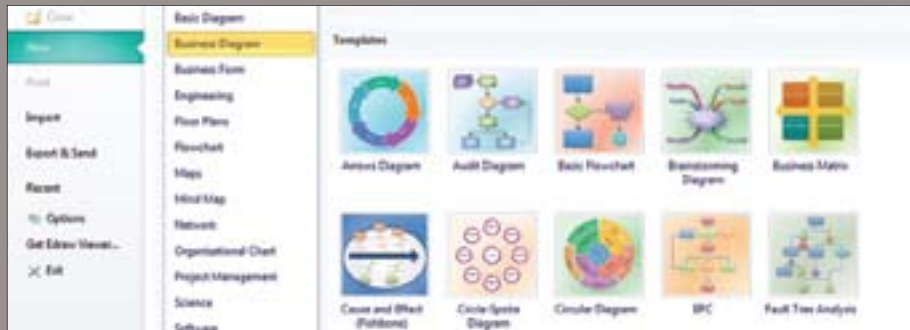 Close
New
Print
Import
Export & Send
Recent
Options
Get Edraw Viewer...
Exit
Basic Diagram
Business Diagram
Business Form
Engineering
Floor Plans
Flowchart
Maps
Mind Map
Network
Organizational Chart
Project Management
Science
Software
Templates
Arrows Diagram
Audit Diagram
Basic Flowchart
Brainstorming
Diagram
Business Matrix
Cause and Effect
(Fishbone)
Circle-Spoke
Diagram
Circular Diagram
EPC
Fault Tree Analysis